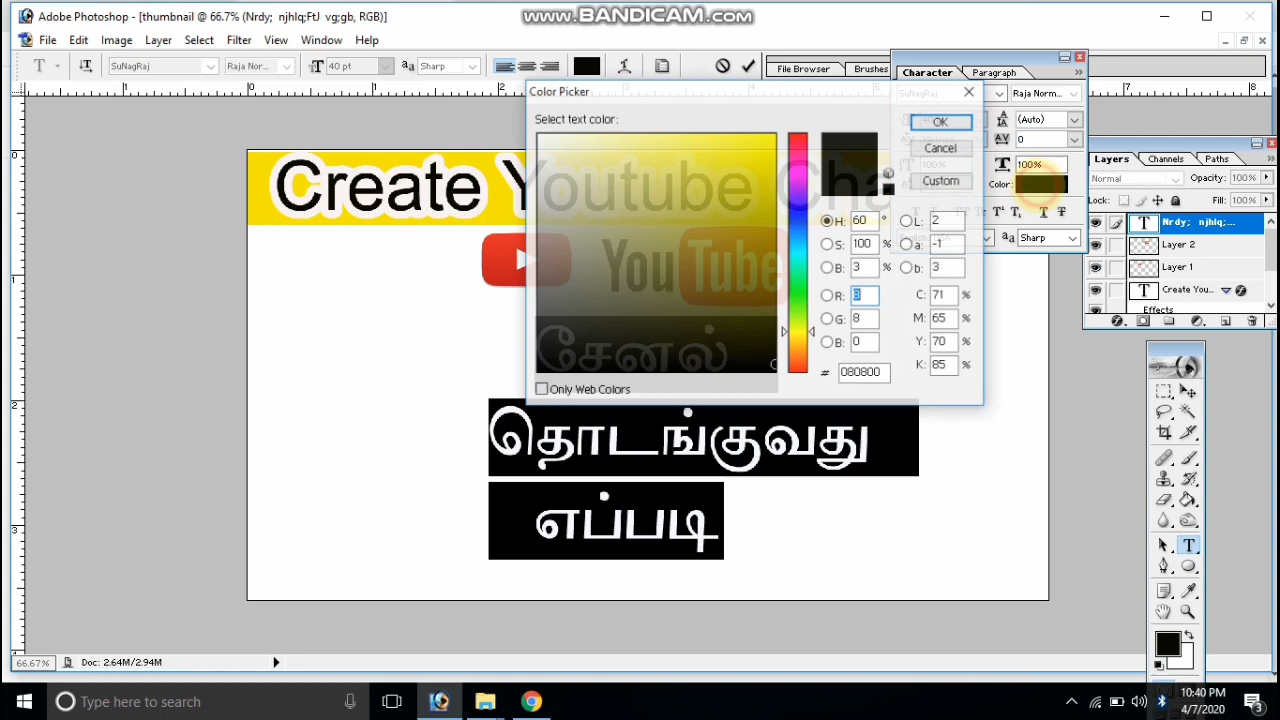 Adobe Photoshop - [thumbnail @ 66.7% (Nrdy;  njhlq;FtJ  vg;gb, RGB)]
www.BANDICAM.com
File Edit Image Layer Select Filter View Window Help
SuNagRaj Raja Nor... 40 pt aa Sharp File Browser Brushes
Character Paragraph
Color Picker
SuNagRaj Raja Norm...
Select text color:
OK (Auto)
Cancel 0
Custom 100% 100%
Color:
Layers Channels Paths
Normal Opacity: 100%
Lock: Fill: 100%
Nrdy;  njhlq;...
Layer 2
Layer 1
Create You...
Effects
Sharp
H: 60 ° L: 2
S: 100 % a: -1
B: 3 % b: 3
R: 8 C: 71 %
G: 8 M: 65 %
B: 0 Y: 70 %
# 080800 K: 85 %
Only Web Colors
Create Youtube Cha
YouTube
சேனல்
தொடங்குவது
எப்படி
66.67% Doc: 2.64M/2.94M
Type here to search
10:40 PM
4/7/2020
3